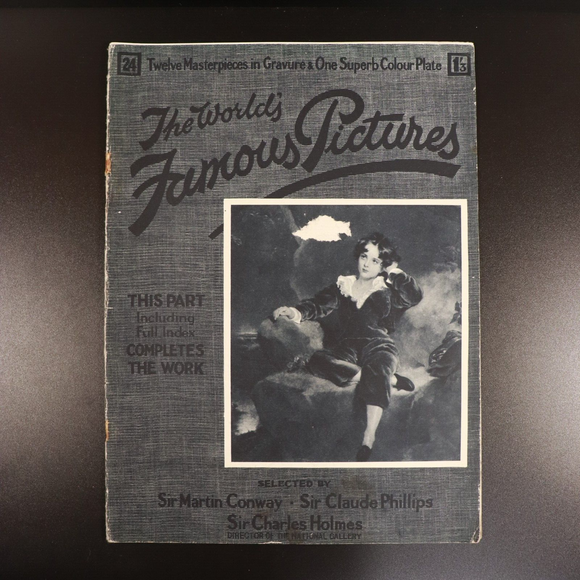 24 Twelve Masterpieces in Gravure & One Superb Colour Plate 1/3
The World's
Famous Pictures
THIS PART
Including
Full Index
COMPLETES
THE WORK
SELECTED BY
Sir Martin Conway · Sir Claude Phillips
Sir Charles Holmes
DIRECTOR OF THE NATIONAL GALLERY